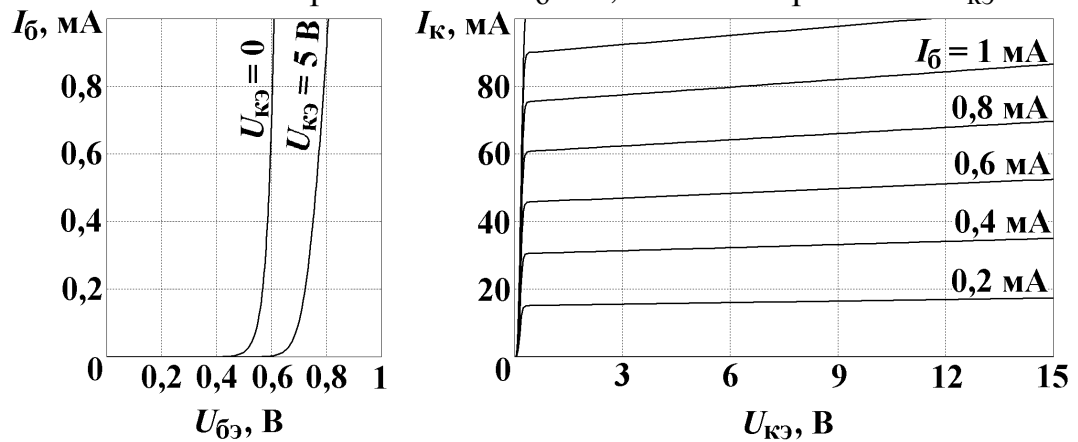 Iб, мА
0,8
0,6
0,4
0,2
0
0,2 0,4 0,6 0,8 1
Uбэ, В
Uкэ = 0
Uкэ = 5 В
Iк, мА
80
60
40
20
0
3 6 9 12 15
Uкэ, В
Iб = 1 мА
0,8 мА
0,6 мА
0,4 мА
0,2 мА